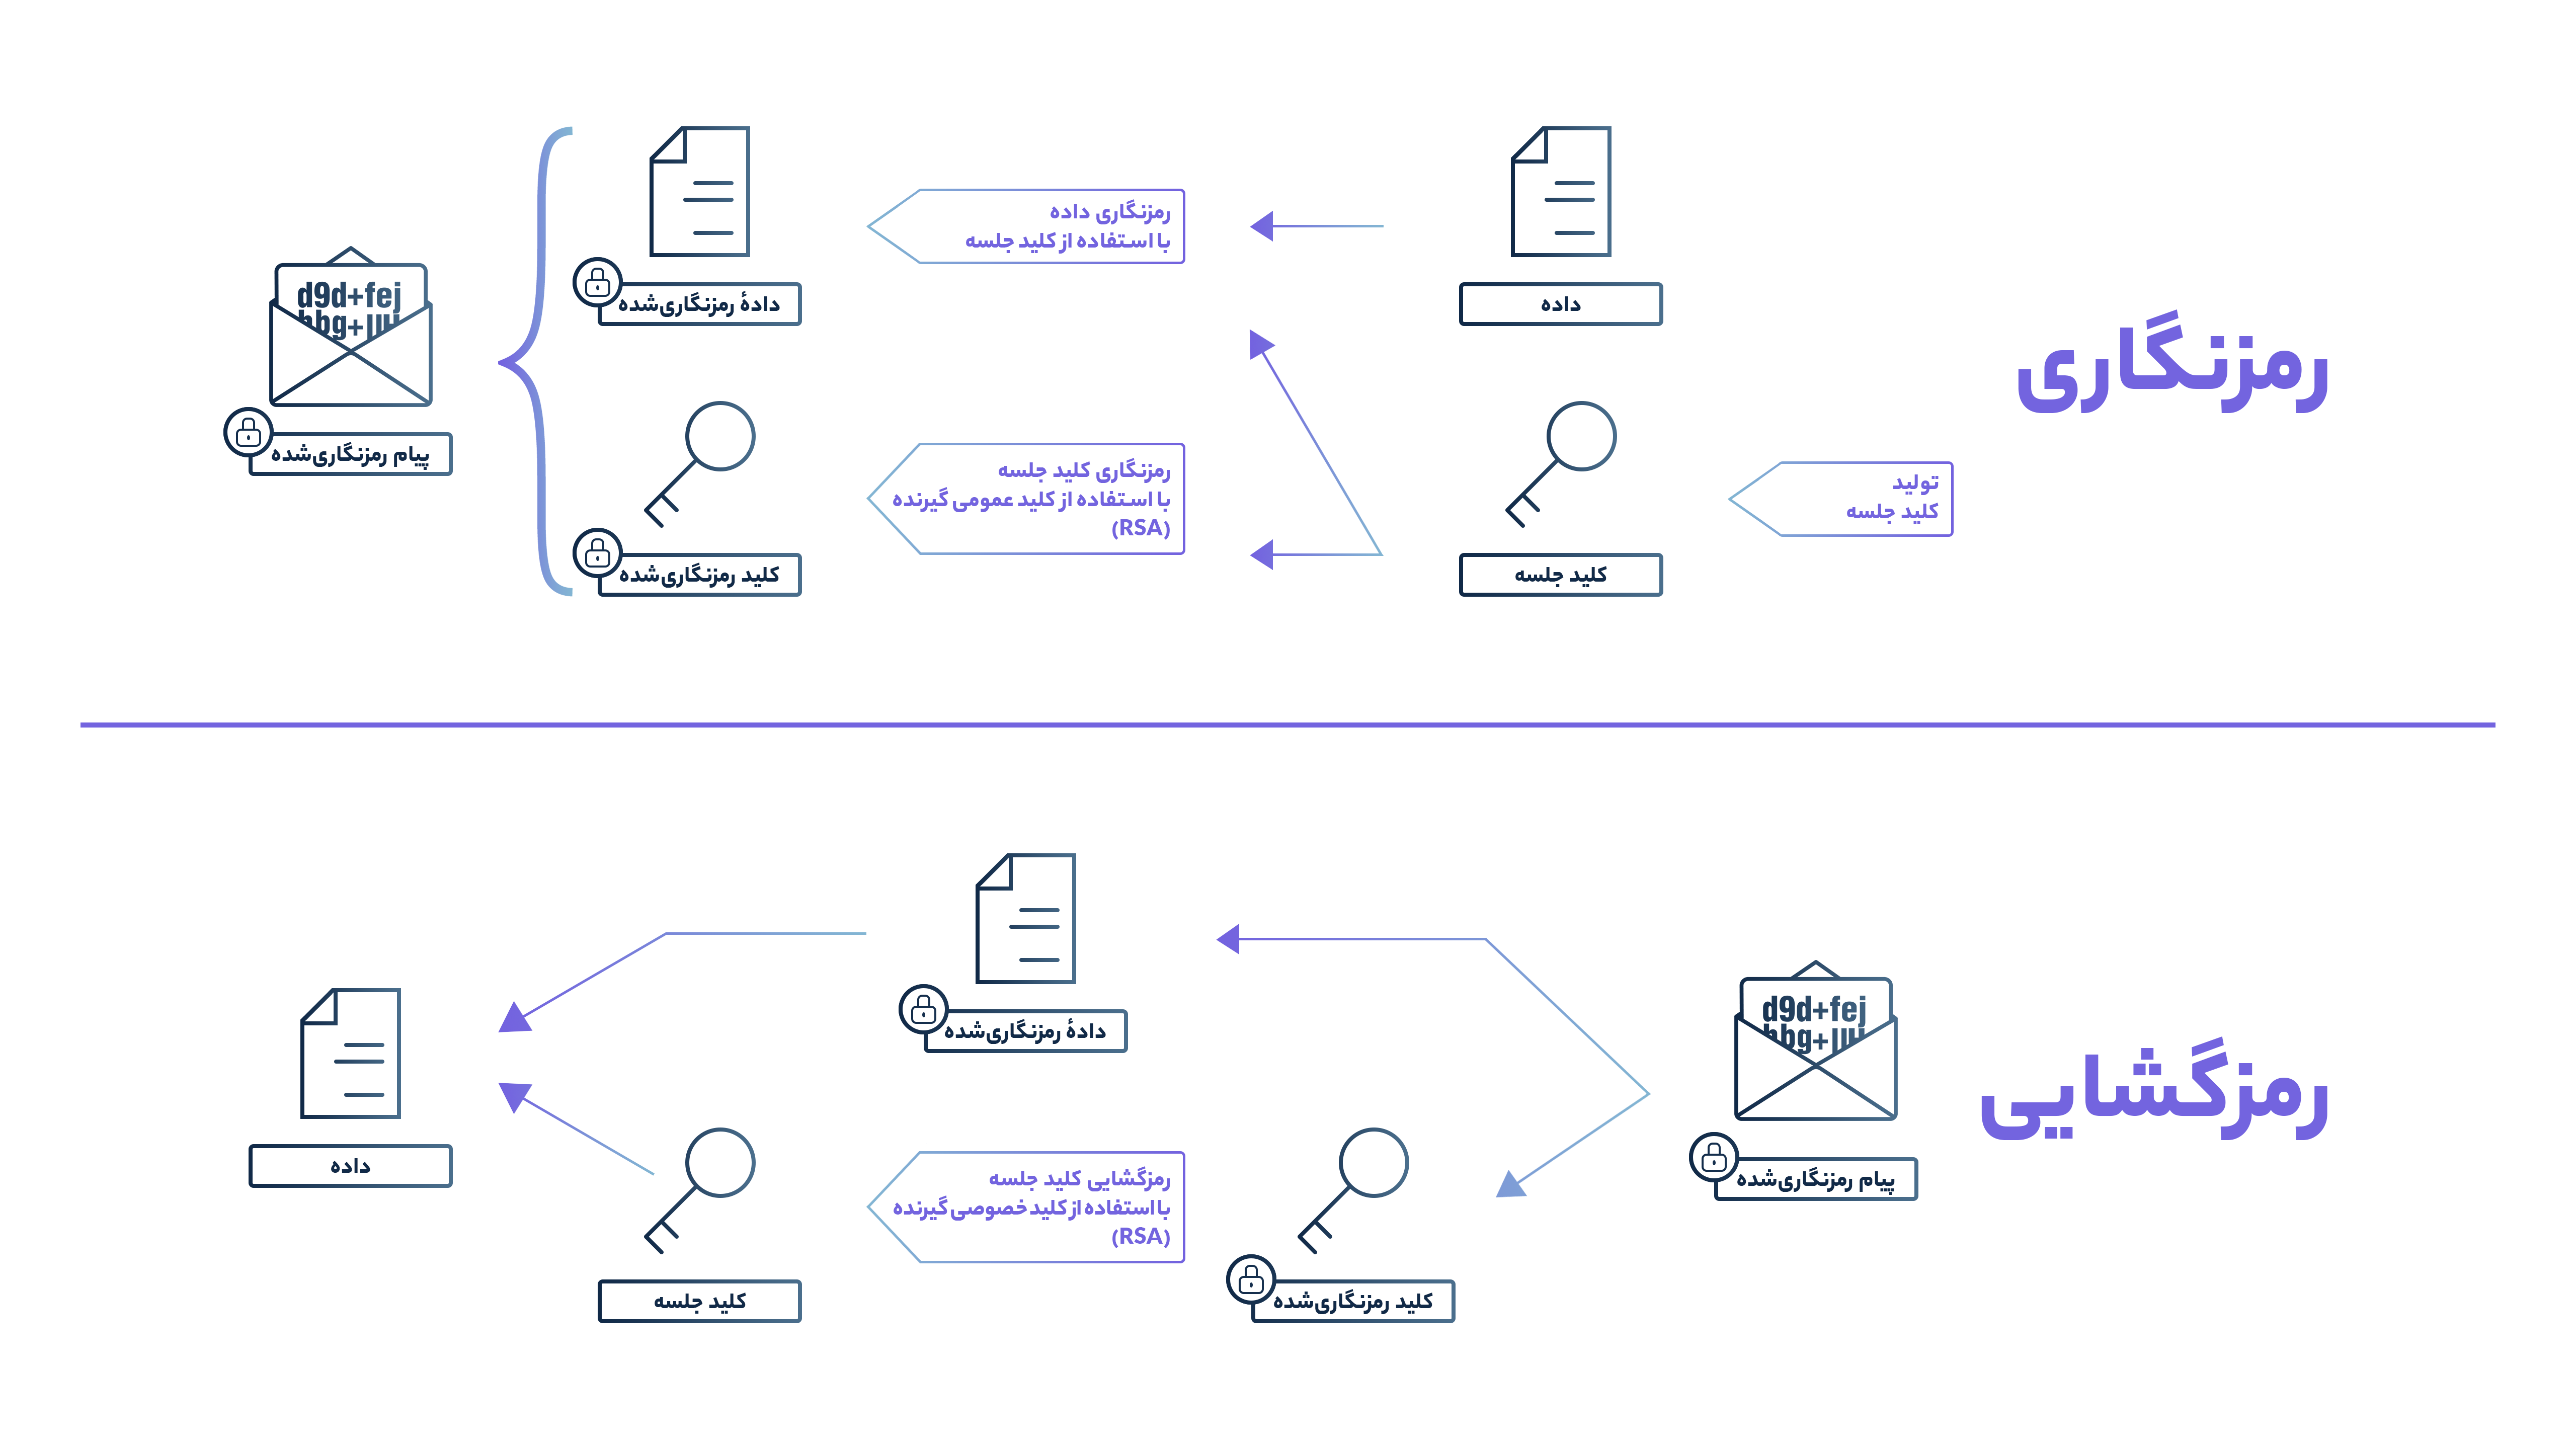 رمزنگاری
تولید
کلید جلسه
داده
کلید جلسه
رمزنگاری داده
با استفاده از کلید جلسه
رمزنگاری کلید جلسه
با استفاده از کلید عمومی گیرنده
(RSA)
دادهٔ رمزنگاری‌شده
کلید رمزنگاری‌شده
d9d+fej
پیام رمزنگاری‌شده
رمزگشایی
d9d+fej
پیام رمزنگاری‌شده
دادهٔ رمزنگاری‌شده
کلید رمزنگاری‌شده
رمزگشایی کلید جلسه
با استفاده از کلید خصوصی گیرنده
(RSA)
کلید جلسه
داده